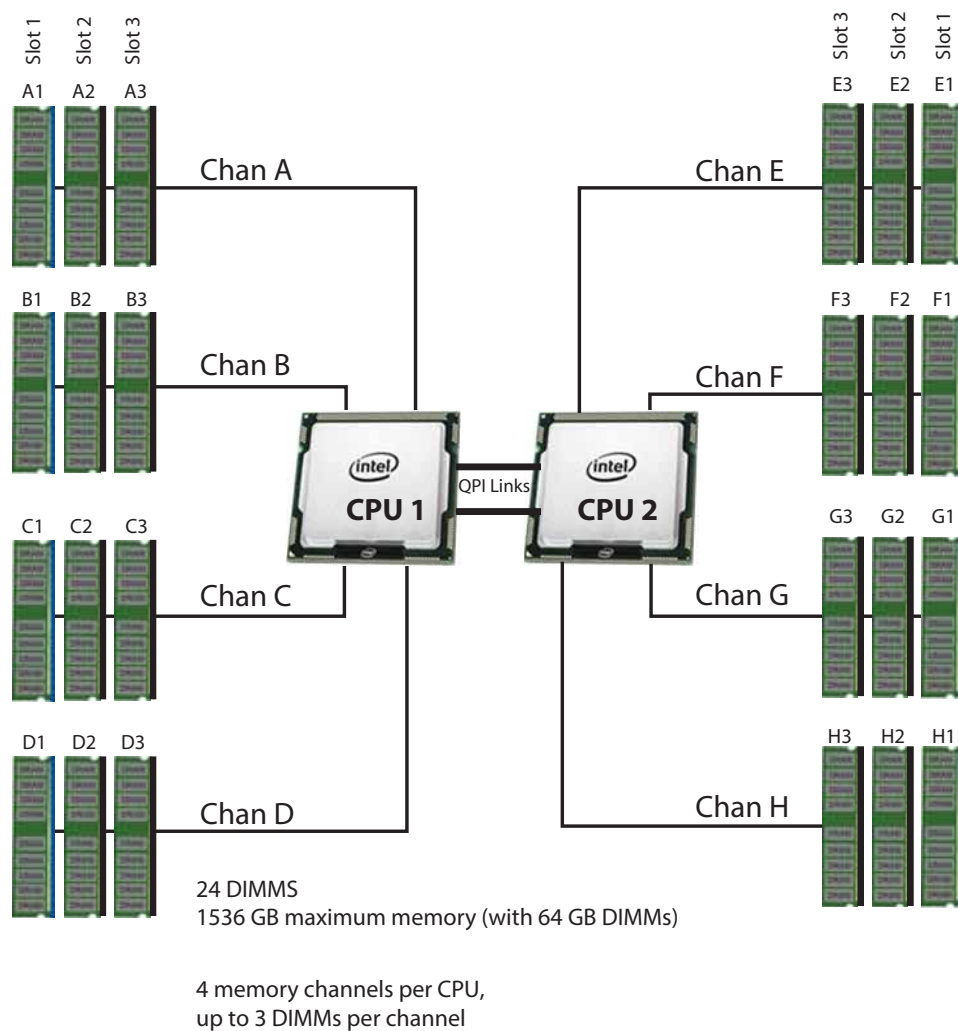 Slot 1 Slot 2 Slot 3
Slot 3 Slot 2 Slot 1
A1 A2 A3
E3 E2 E1
Chan A
Chan E
B1 B2 B3
F3 F2 F1
Chan B
Chan F
intel
CPU 1
QPI Links
intel
CPU 2
C1 C2 C3
G3 G2 G1
Chan C
Chan G
D1 D2 D3
H3 H2 H1
Chan D
Chan H
24 DIMMS
1536 GB maximum memory (with 64 GB DIMMs)
4 memory channels per CPU,
up to 3 DIMMs per channel